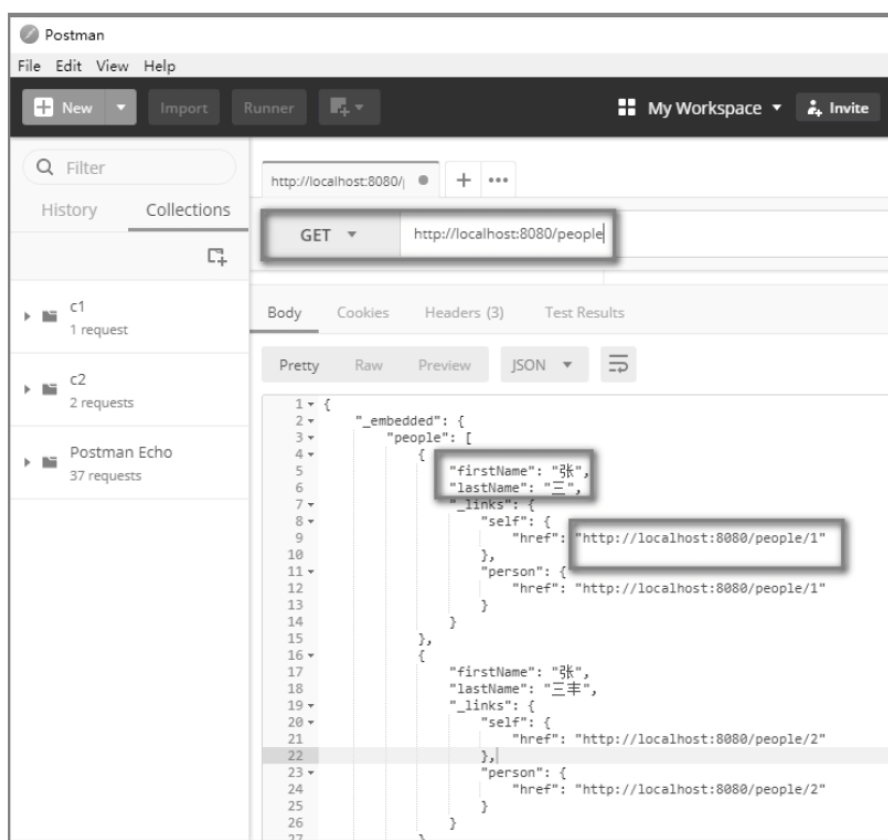 Postman
File Edit View Help
New Import Runner My Workspace Invite
Filter
History Collections
c1
1 request
c2
2 requests
Postman Echo
37 requests
http://localhost:8080/ + •••
GET http://localhost:8080/people
Body Cookies Headers (3) Test Results
Pretty Raw Preview JSON
1 {
2 "_embedded": {
3 "people": [
4 {
5 "firstName": "张",
6 "lastName": "三",
7 "_links": {
8 "self": {
9 "href": "http://localhost:8080/people/1"
10 },
11 "person": {
12 "href": "http://localhost:8080/people/1"
13 }
14 }
15 },
16 {
17 "firstName": "张",
18 "lastName": "三丰",
19 "_links": {
20 "self": {
21 "href": "http://localhost:8080/people/2"
22 },
23 "person": {
24 "href": "http://localhost:8080/people/2"
25 }
26 }
27 }